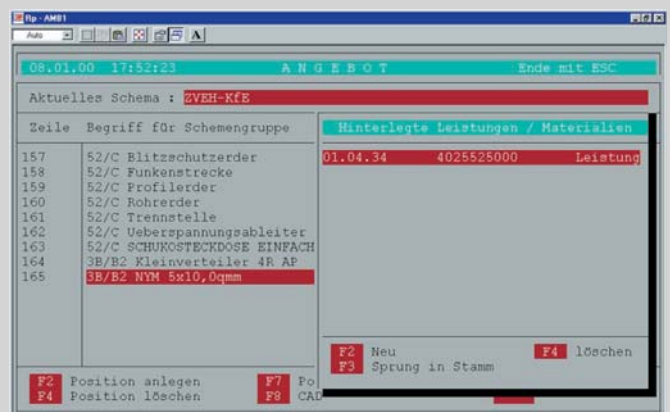 ftp - AMB1
Auto
A
08.01.00 17:52:23 A N G E B O T Ende mit ESC
Aktuelles Schema : ZVEH-KfE
Zeile Begriff für Schemengruppe
157 52/C Blitzschutzerder
158 52/C Funkenstrecke
159 52/C Profilerder
160 52/C Rohrerder
161 52/C Trennstelle
162 52/C Ueberspannungsableiter
163 52/C SCHUKOSTECKDOSE EINFACH
164 3B/B2 Kleinverteiler 4R AP
165 3B/B2 NYM 5x10,0qmm
Hinterlegte Leistungen / Materialien
01.04.34 4025525000 Leistung
F2 Neu F4 löschen
F3 Sprung in Stamm
F2 Position anlegen F7 Po
F4 Position löschen F8 CAD